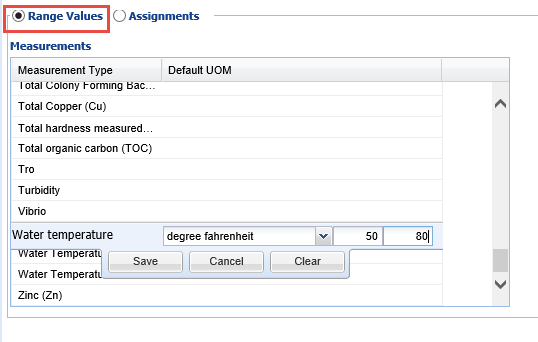 Range Values Assignments
Measurements
Measurement Type Default UOM
Total Colony Forming Bac...
Total Copper (Cu)
Total hardness measured...
Total organic carbon (TOC)
Tro
Turbidity
Vibrio
Water temperature degree fahrenheit 50 80
Water Temperatu
Save Cancel Clear
Water Temperatu
Zinc (Zn)